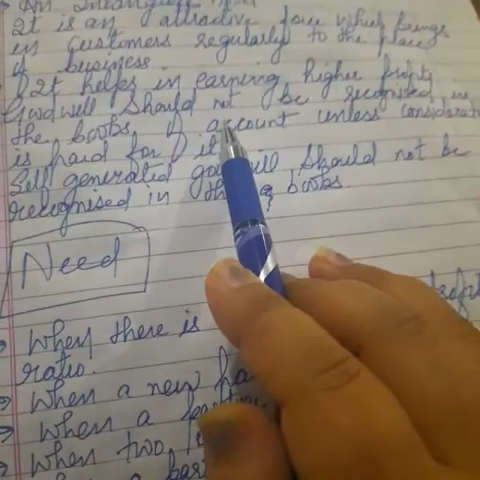 An Intangible
It is an attractive force which brings
in customers regularly to the place
of business
It helps in earning higher profits
Goodwill should not be recognised in
the books of account unless
is paid for it
Self generated goodwill should not be
recognised in the books.
Need
When there is
ratio.
When a new
When a
When two